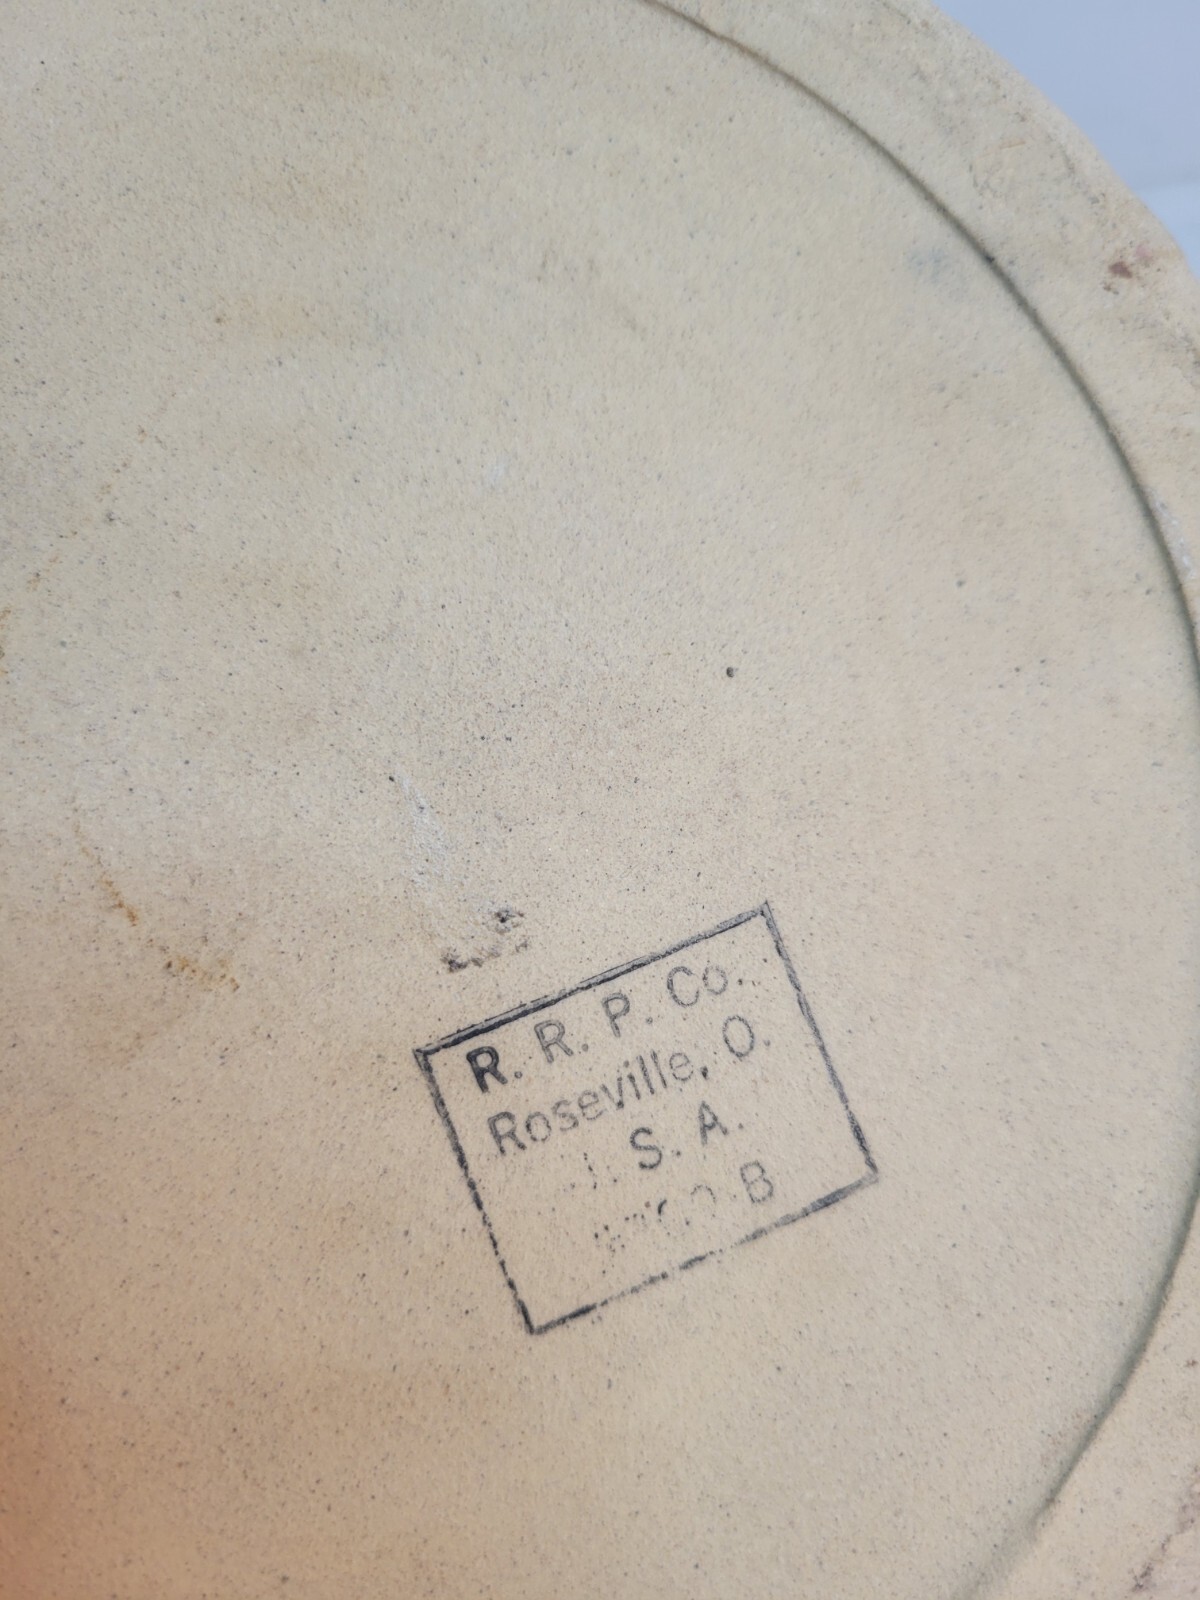 R. R. P. Co.
Roseville, O.
S. A.
B